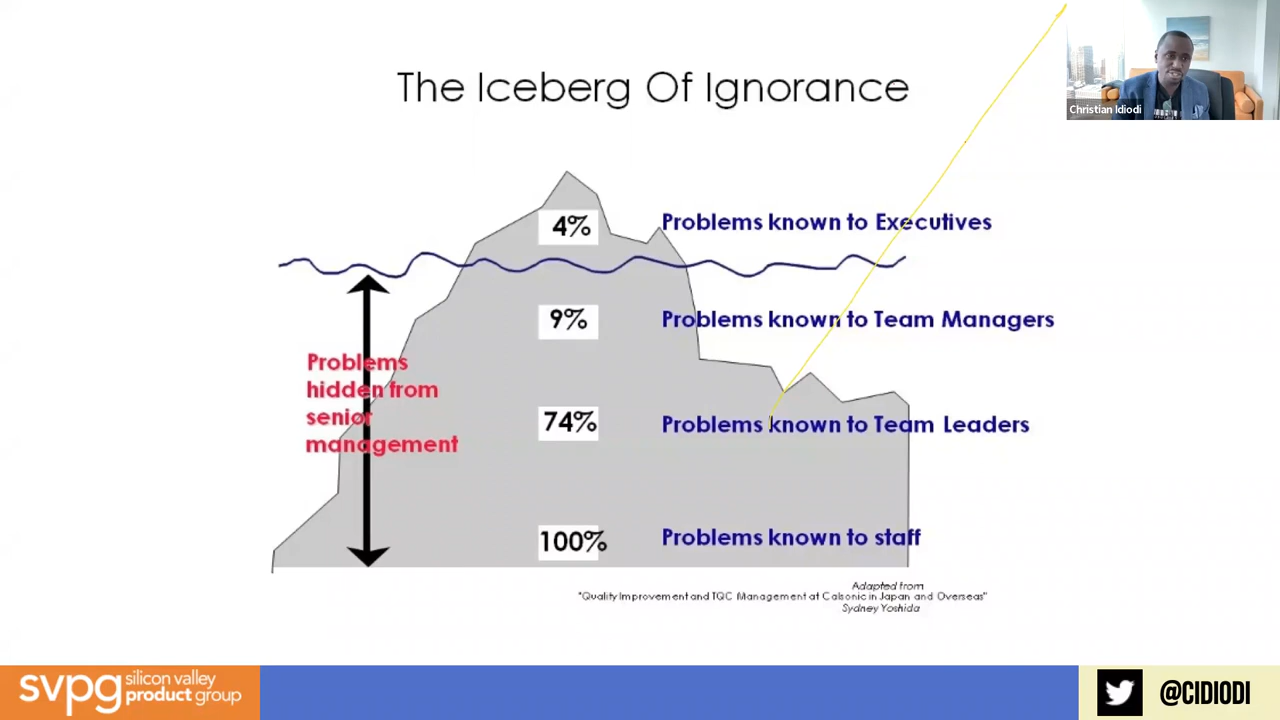 The Iceberg Of Ignorance
Christian Idiodi
4%
Problems known to Executives
9%
Problems known to Team Managers
Problems
hidden from
senior
management
74%
Problems known to Team Leaders
100%
Problems known to staff
Adapted from
"Quality Improvement and TQC Management at Calsonic in Japan and Overseas"
Sydney Yoshida
svpg silicon valley
product group
@CIDIODI